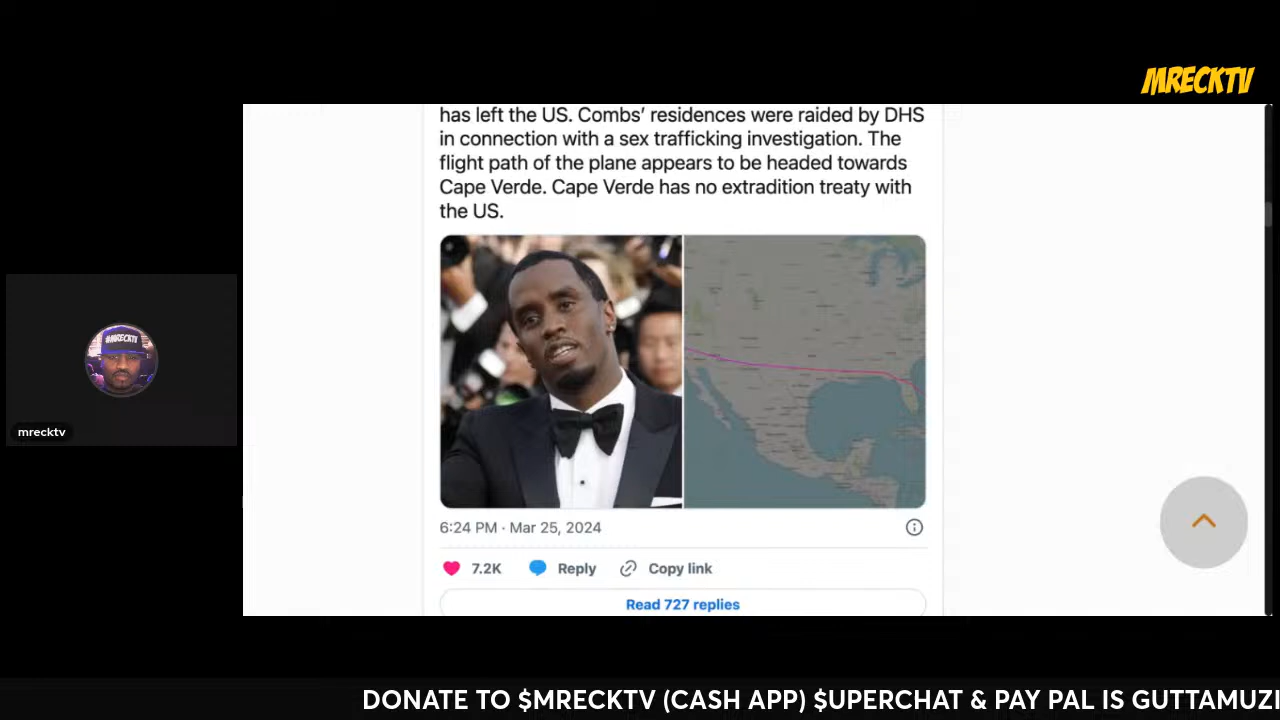 MRECKTV
has left the US. Combs' residences were raided by DHS
in connection with a sex trafficking investigation. The
flight path of the plane appears to be headed towards
Cape Verde. Cape Verde has no extradition treaty with
the US.
#MRECKTV
mrecktv
6:24 PM · Mar 25, 2024
7.2K Reply Copy link
Read 727 replies
DONATE TO $MRECKTV (CASH APP) $UPERCHAT & PAY PAL IS GUTTAMUZI